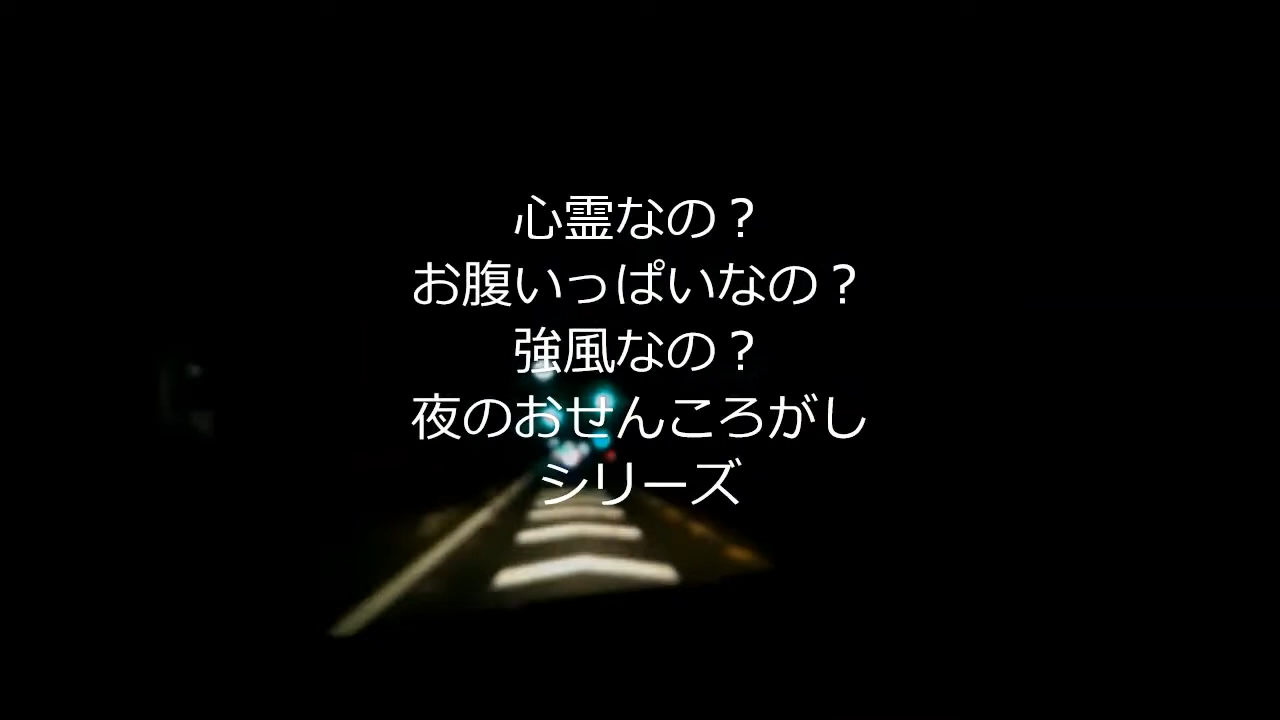 心霊なの？
お腹いっぱいなの？
強風なの？
夜のおせんころがし
シリーズ